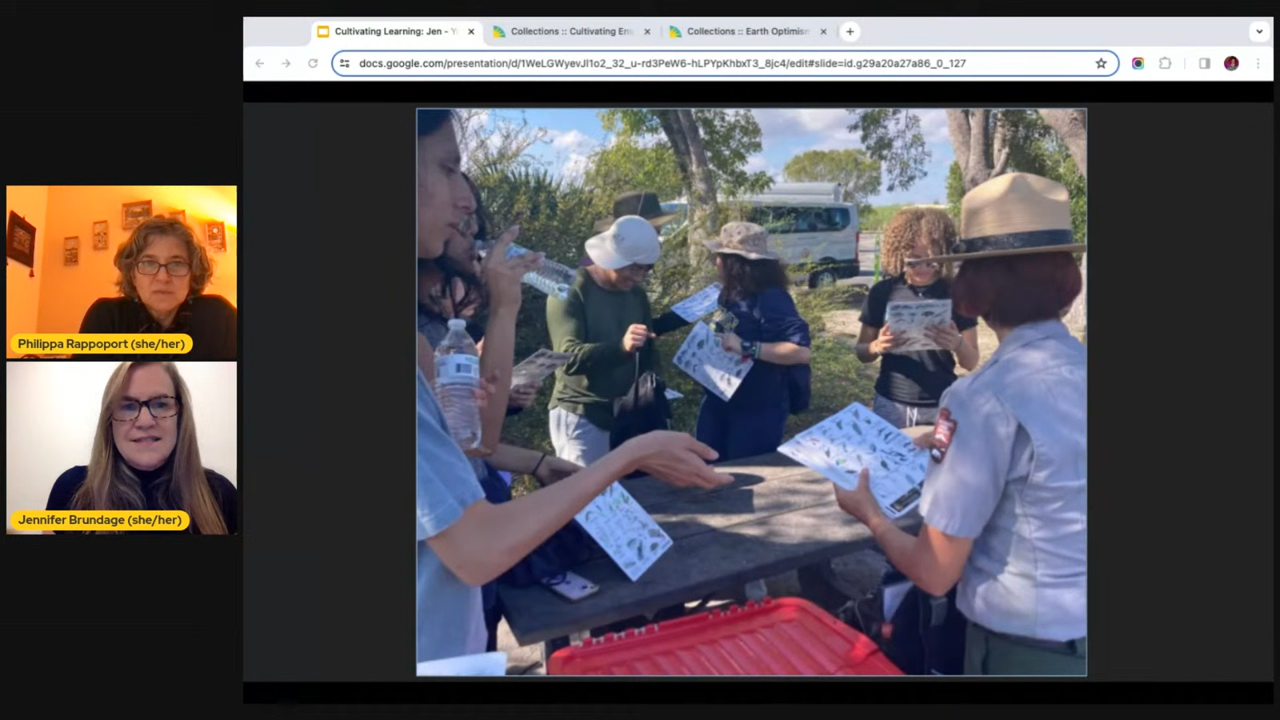 Cultivating Learning: Jen - Y
Collections :: Cultivating En
Collections :: Earth Optimism
docs.google.com/presentation/d/1WeLGWyevJl1o2_32_u-rd3PeW6-hLPYpKhbxT3_8jc4/edit#slide=id.g29a20a27a86_0_127
Philippa Rappoport (she/her)
Jennifer Brundage (she/her)